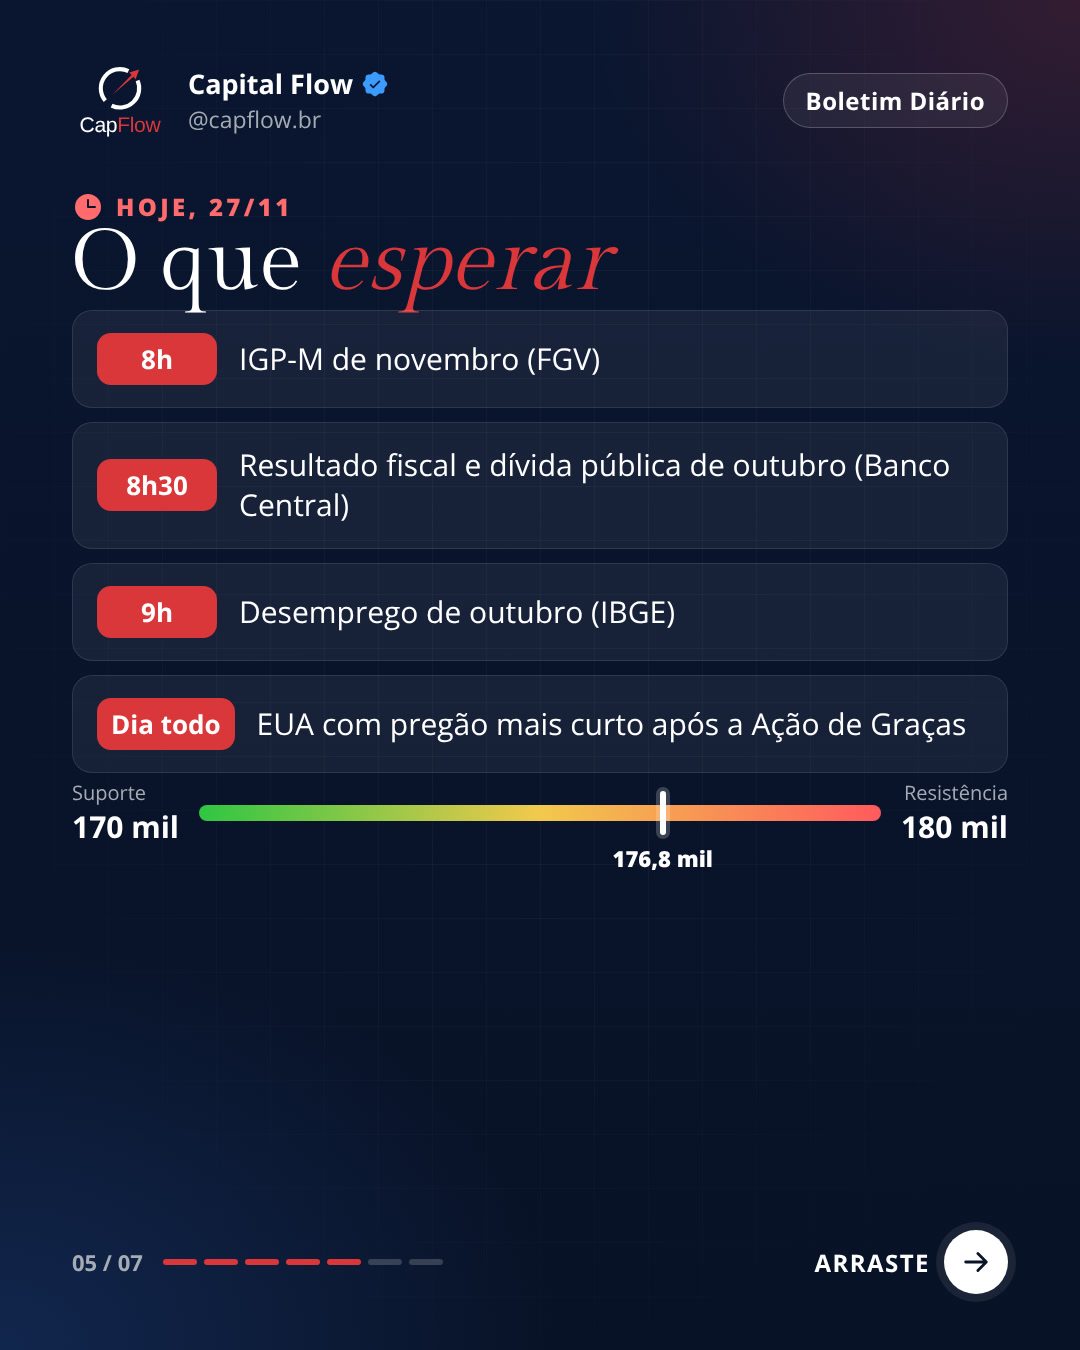 CapFlow
Capital Flow
@capflow.br
Boletim Diário
HOJE, 27/11
O que esperar
8h
IGP-M de novembro (FGV)
8h30
Resultado fiscal e dívida pública de outubro (Banco
Central)
9h
Desemprego de outubro (IBGE)
Dia todo
EUA com pregão mais curto após a Ação de Graças
Suporte
170 mil
176,8 mil
Resistência
180 mil
05 / 07
ARRASTE